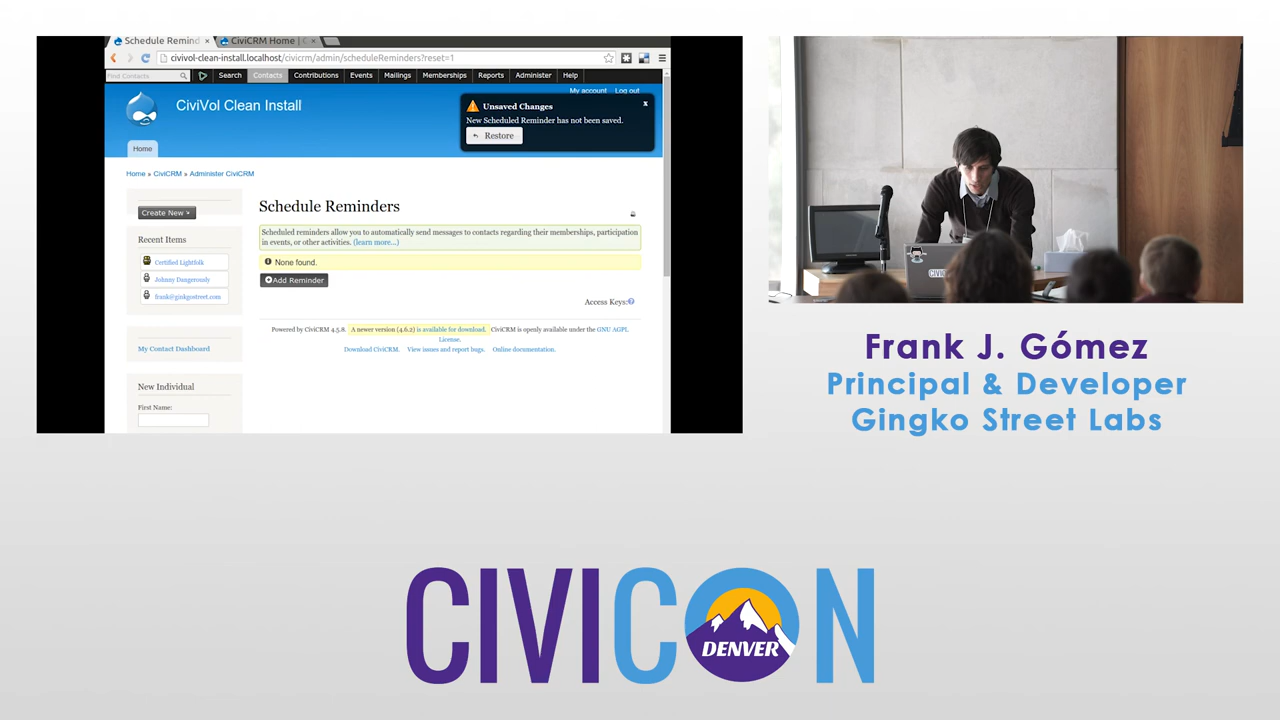 Schedule Remind ×
CiviCRM Home | C ×
civivol-clean-install.localhost/civicrm/admin/scheduleReminders?reset=1
Find Contacts Search Contacts Contributions Events Mailings Memberships Reports Administer Help
My account Log out
CiviVol Clean Install
Unsaved Changes x
New Scheduled Reminder has not been saved.
Restore
Home
Home » CiviCRM » Administer CiviCRM
Create New >
Recent Items
Certified Lightfolk
Johnny Dangerously
frank@ginkgostreet.com
My Contact Dashboard
New Individual
First Name:
Schedule Reminders
Scheduled reminders allow you to automatically send messages to contacts regarding their memberships, participation
in events, or other activities. (learn more...)
None found.
Add Reminder
Access Keys:
Powered by CiviCRM 4.5.8. A newer version (4.6.2) is available for download. CiviCRM is openly available under the GNU AGPL
License.
Download CiviCRM. View issues and report bugs. Online documentation.
CIVI
Frank J. Gómez
Principal & Developer
Gingko Street Labs
CIVICON
DENVER